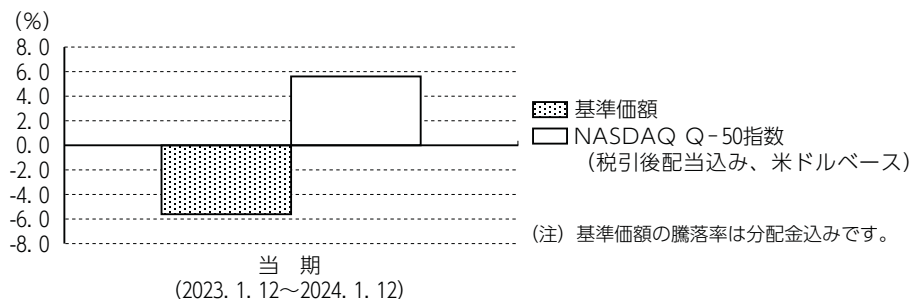 (%)
8.0
6.0
4.0
2.0
0.0
-2.0
-4.0
-6.0
-8.0
当 期
(2023. 1. 12～2024. 1. 12)
基準価額
NASDAQ Q-50指数
（税引後配当込み、米ドルベース）
（注）基準価額の騰落率は分配金込みです。